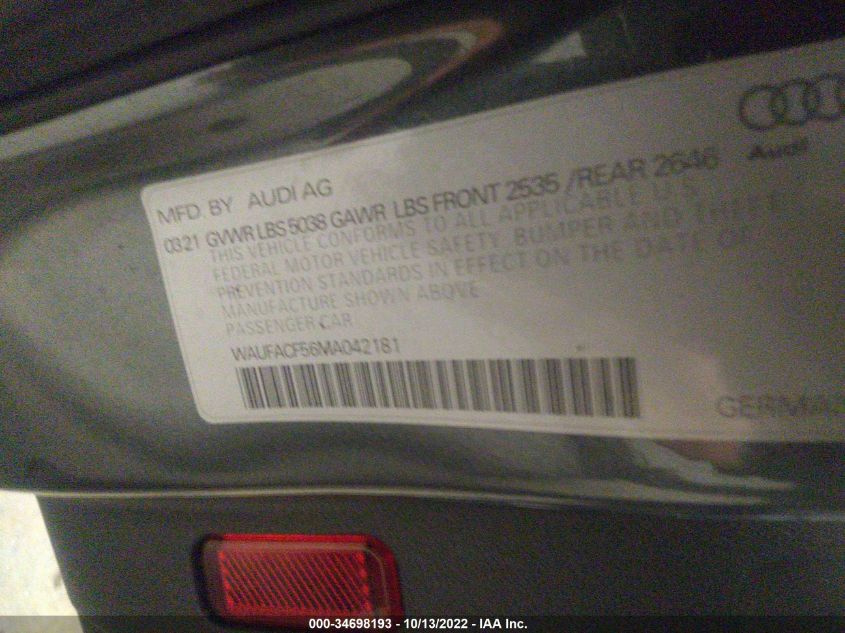 Audi
MFD. BY AUDI AG
0321 GVWR LBS 5038 GAWR LBS FRONT 2535 / REAR 2646
THIS VEHICLE CONFORMS TO ALL APPLICABLE U.S.
FEDERAL MOTOR VEHICLE SAFETY, BUMPER AND THEFT
PREVENTION STANDARDS IN EFFECT ON THE DATE OF
MANUFACTURE SHOWN ABOVE
PASSENGER CAR
WAUFACF56MA042181
000-34698193 - 10/13/2022 - IAA Inc.